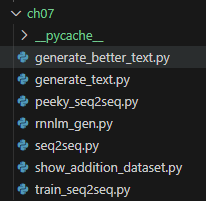 ch07
__pycache__
generate_better_text.py
generate_text.py
peeky_seq2seq.py
rnnlm_gen.py
seq2seq.py
show_addition_dataset.py
train_seq2seq.py